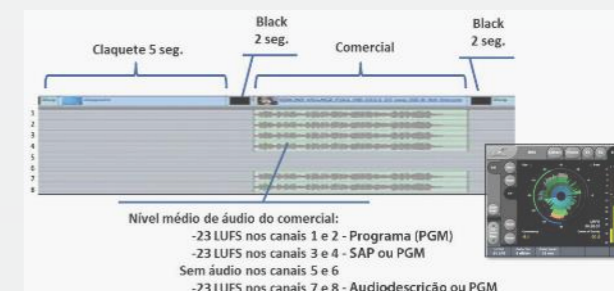 Black
2 seg.
Claquete 5 seg.
Comercial
Black
2 seg.
1
2
3
4
5
6
7
8
Nível médio de áudio do comercial:
-23 LUFS nos canais 1 e 2 - Programa (PGM)
-23 LUFS nos canais 3 e 4 - SAP ou PGM
Sem áudio nos canais 5 e 6
-23 LUFS nos canais 7 e 8 - Audiodescrição ou PGM
LUFS